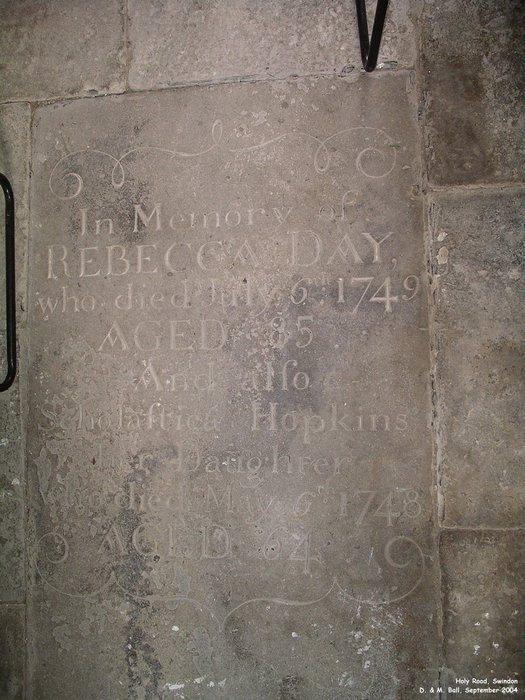 In Memory of
REBECCA DAY,
who died July 6th 1749
AGED 85
And alſo
Scholaſtica Hopkins
Her Daughter
who died May 6th 1748
AGED 64
Holy Rood, Swindon
D. & M. Ball, September 2004